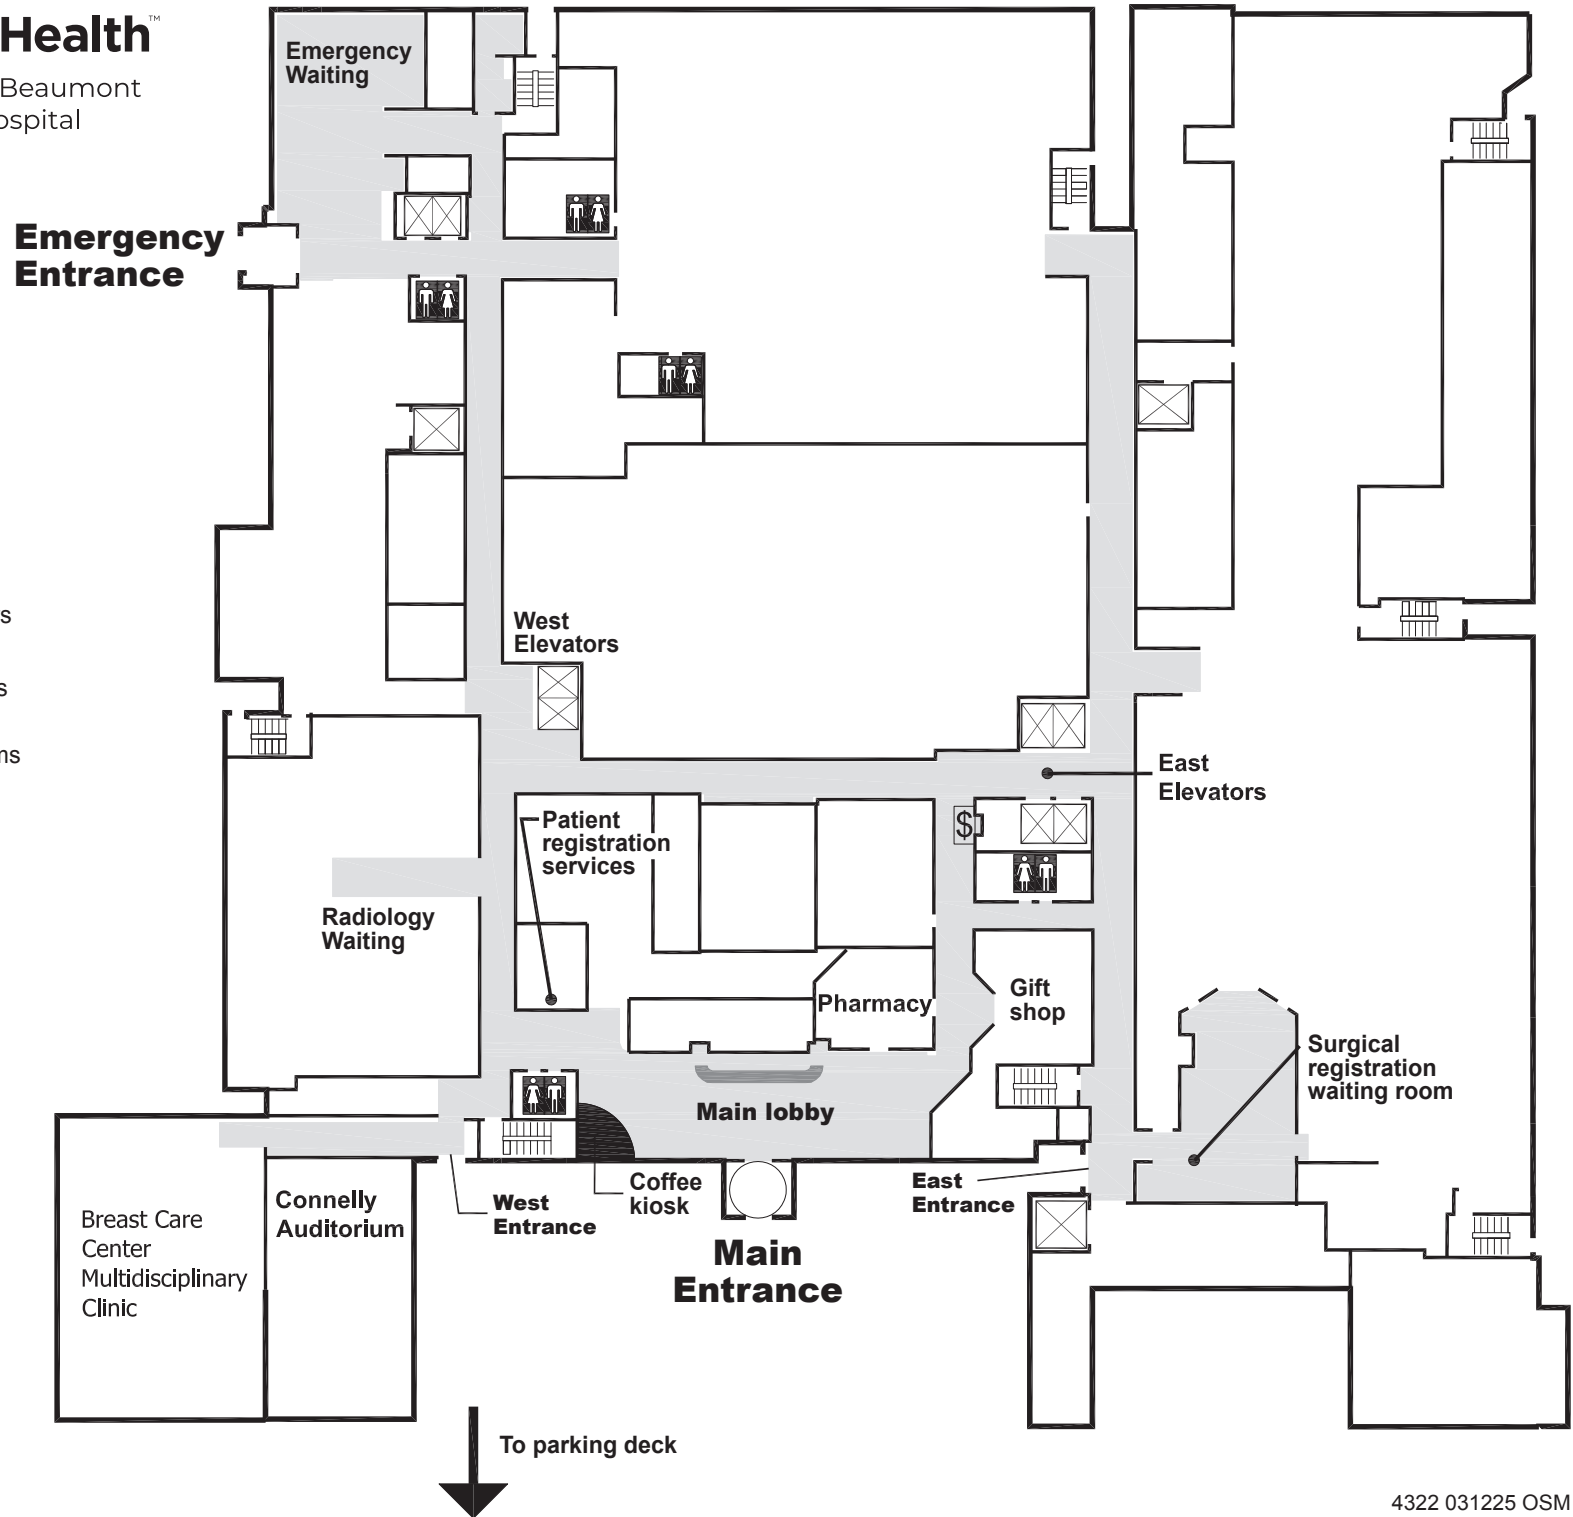 Health™
Beaumont
ospital
Emergency
Waiting
Emergency
Entrance
s
s
ms
West
Elevators
East
Elevators
$
Patient
registration
services
Radiology
Waiting
Pharmacy
Gift
shop
Surgical
registration
waiting room
Main lobby
Coffee
kiosk
West
Entrance
East
Entrance
Main
Entrance
Connelly
Auditorium
Breast Care
Center
Multidisciplinary
Clinic
To parking deck
4322 031225 OSM